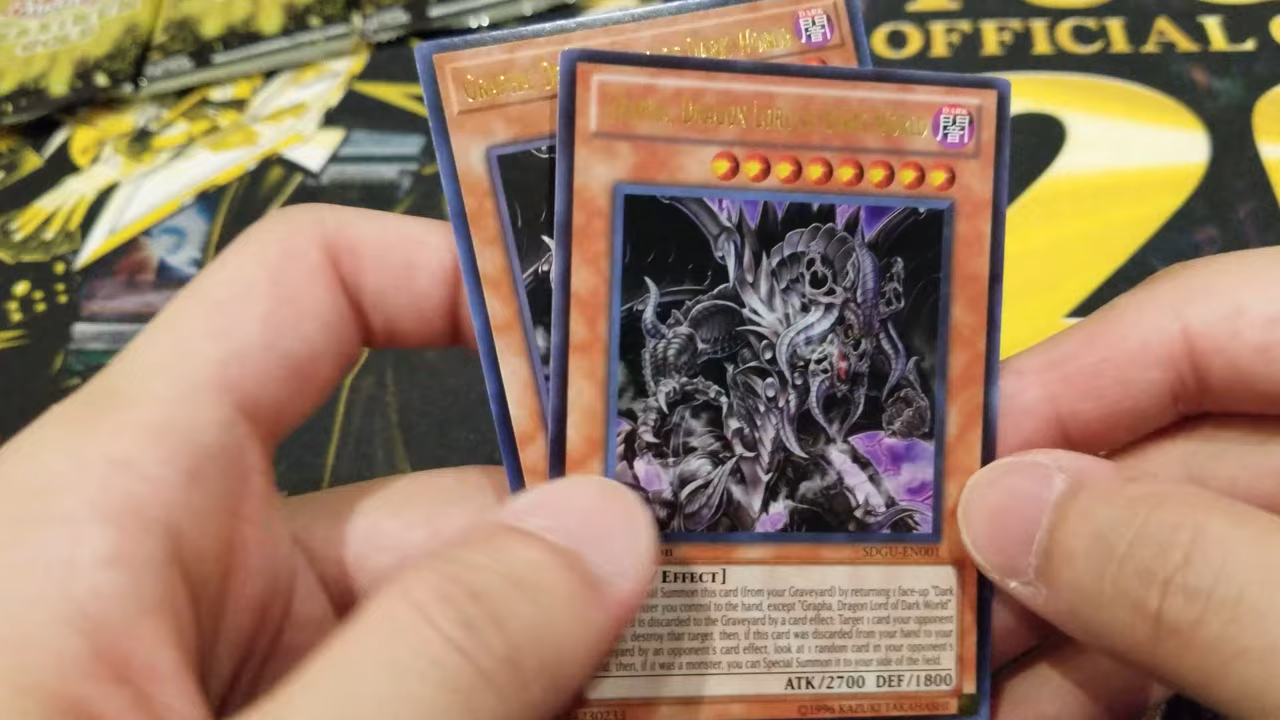 OFFICIAL
DARK
闇
GRAPHA, DRAGON LORD OF DARK WORLD
DARK
闇
SDGU-EN001
EFFECT]
Summon this card (from your Graveyard) by returning 1 face-up "Dark
you control to the hand, except "Grapha, Dragon Lord of Dark World"
is discarded to the Graveyard by a card effect: Target 1 card your opponent
destroy that target, then, if this card was discarded from your hand to your
by an opponent's card effect, look at 1 random card in your opponent's
then, if it was a monster, you can Special Summon it to your side of the field.
ATK/2700 DEF/1800
230233
©1996 KAZUKI TAKAHASHI